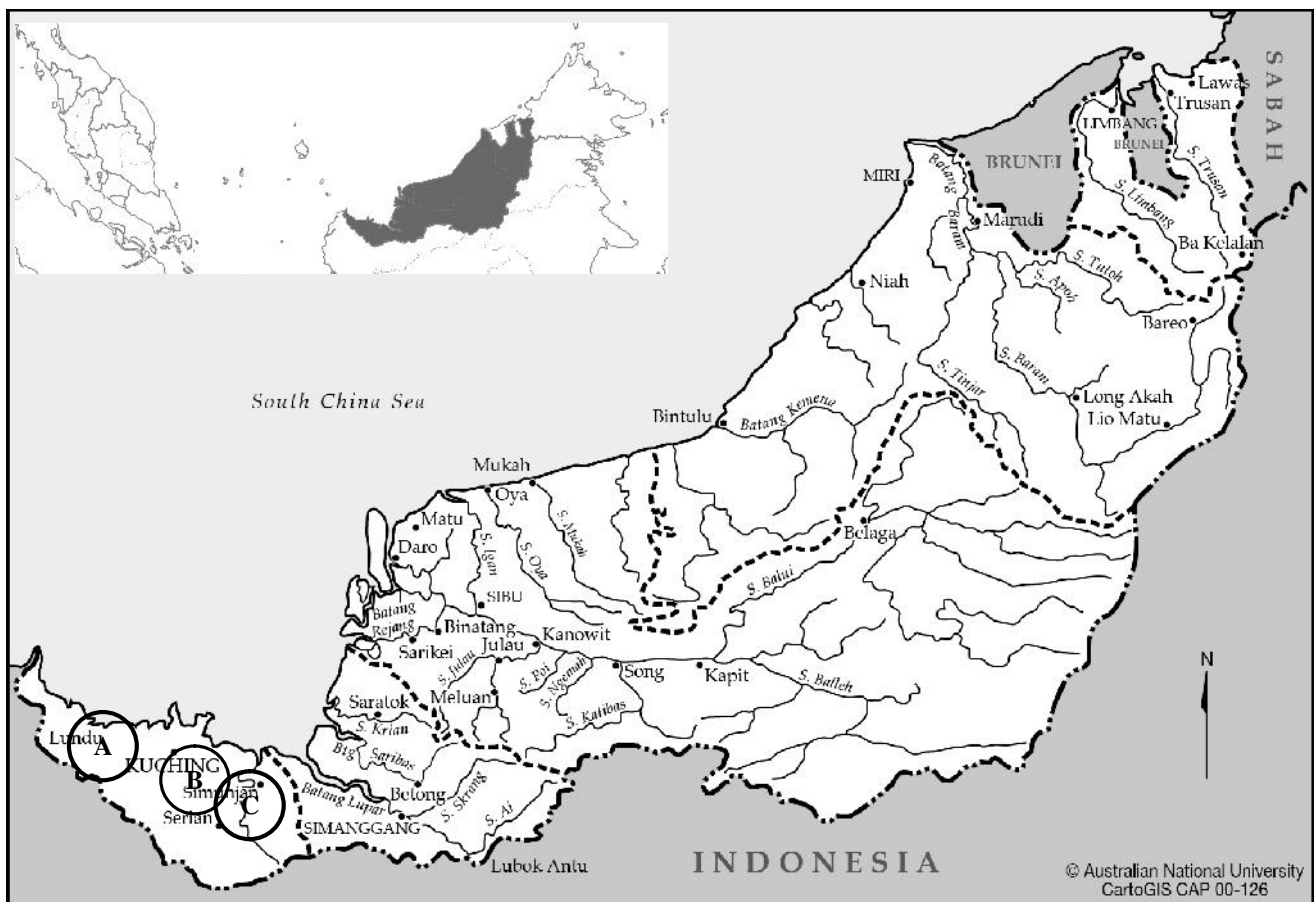 SABAH
Lawas
Trusan
LIMBANG
BRUNEI
BRUNEI
MIRI
Batang Baram
S. Limbang
S. Trusan
Marudi
Ba Kelalan
S. Tutoh
S. Apoh
Niah
Bareo
S. Baram
S. Tinjar
Long Akah
Lio Matu
South China Sea
Bintulu
Batang Kemena
Mukah
Oya
Matu
S. Mukah
Belaga
Daro
S. Igan
S. Oya
S. Balui
SIBU
Batang Rejang
Binatang
Kanowit
Sarikei
Julau
S. Julau
S. Poi
S. Ngemah
Song
Kapit
S. Balleh
N
Meluan
Saratok
S. Katibas
S. Krian
Lundu
A
Big Saribas
KUCHING
B
Simunjan
C
Betong
S. Skrang
Batang Lupar
S. Ai
Serian
SIMANGGANG
Lubok Antu
INDONESIA
© Australian National University
CartoGIS CAP 00-126